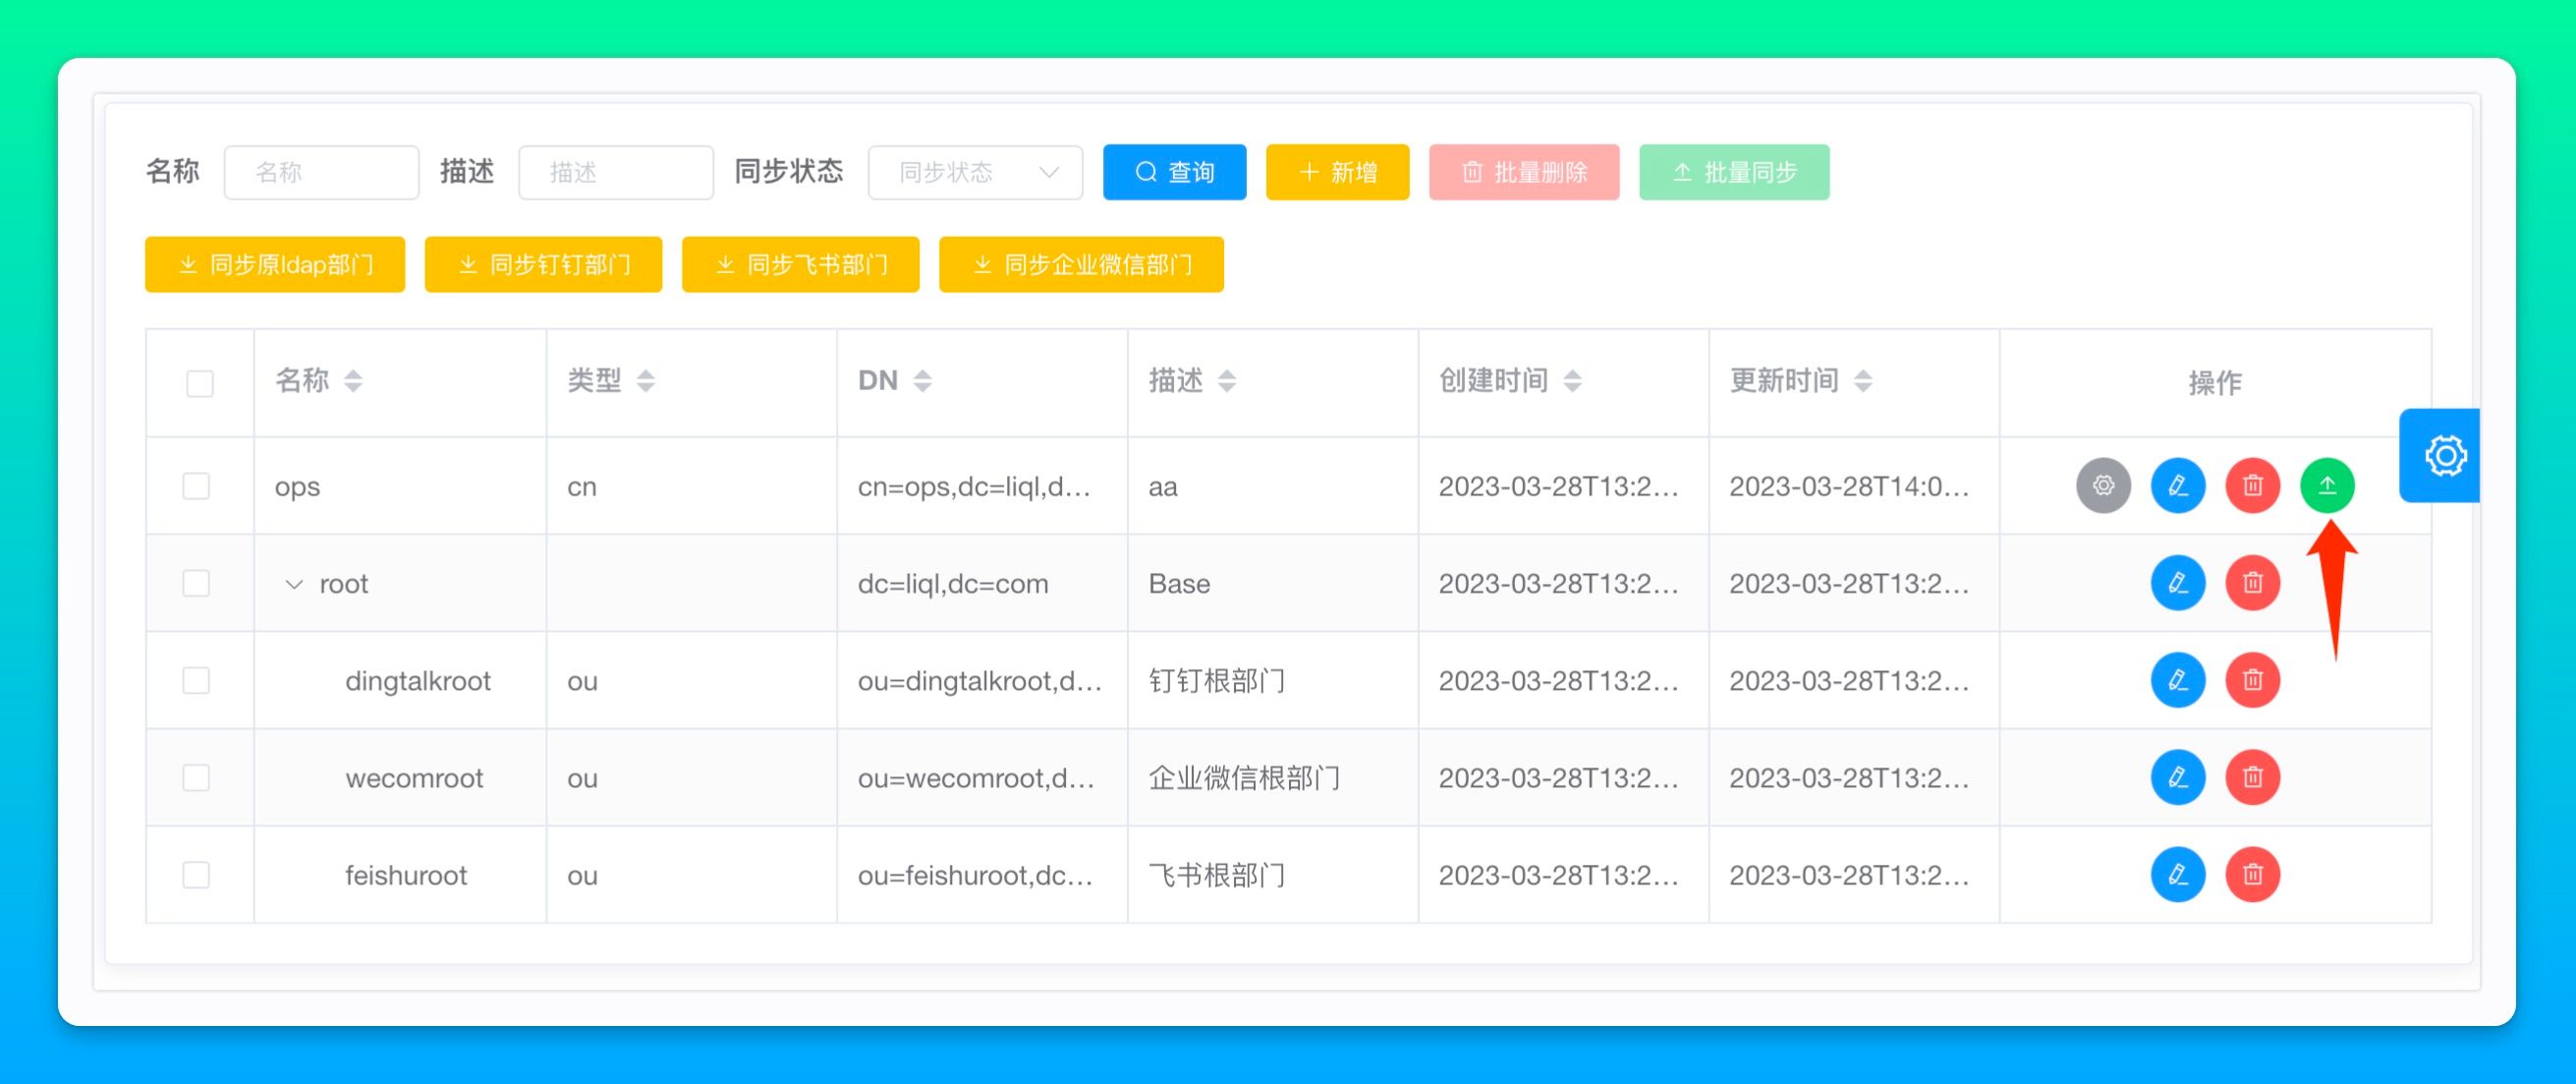 名称 名称 描述 描述 同步状态 同步状态 查询 新增 批量删除 批量同步
同步原ldap部门 同步钉钉部门 同步飞书部门 同步企业微信部门
名称 类型 DN 描述 创建时间 更新时间 操作
ops cn cn=ops,dc=liql,d... aa 2023-03-28T13:2... 2023-03-28T14:0...
root dc=liql,dc=com Base 2023-03-28T13:2... 2023-03-28T13:2...
dingtalkroot ou ou=dingtalkroot,d... 钉钉根部门 2023-03-28T13:2... 2023-03-28T13:2...
wecomroot ou ou=wecomroot,d... 企业微信根部门 2023-03-28T13:2... 2023-03-28T13:2...
feishuroot ou ou=feishuroot,dc... 飞书根部门 2023-03-28T13:2... 2023-03-28T13:2...